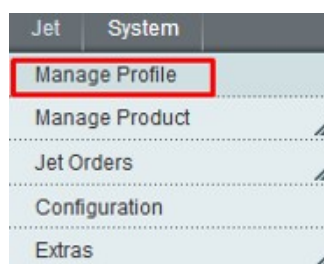 Jet System
Manage Profile
Manage Product
Jet Orders
Configuration
Extras